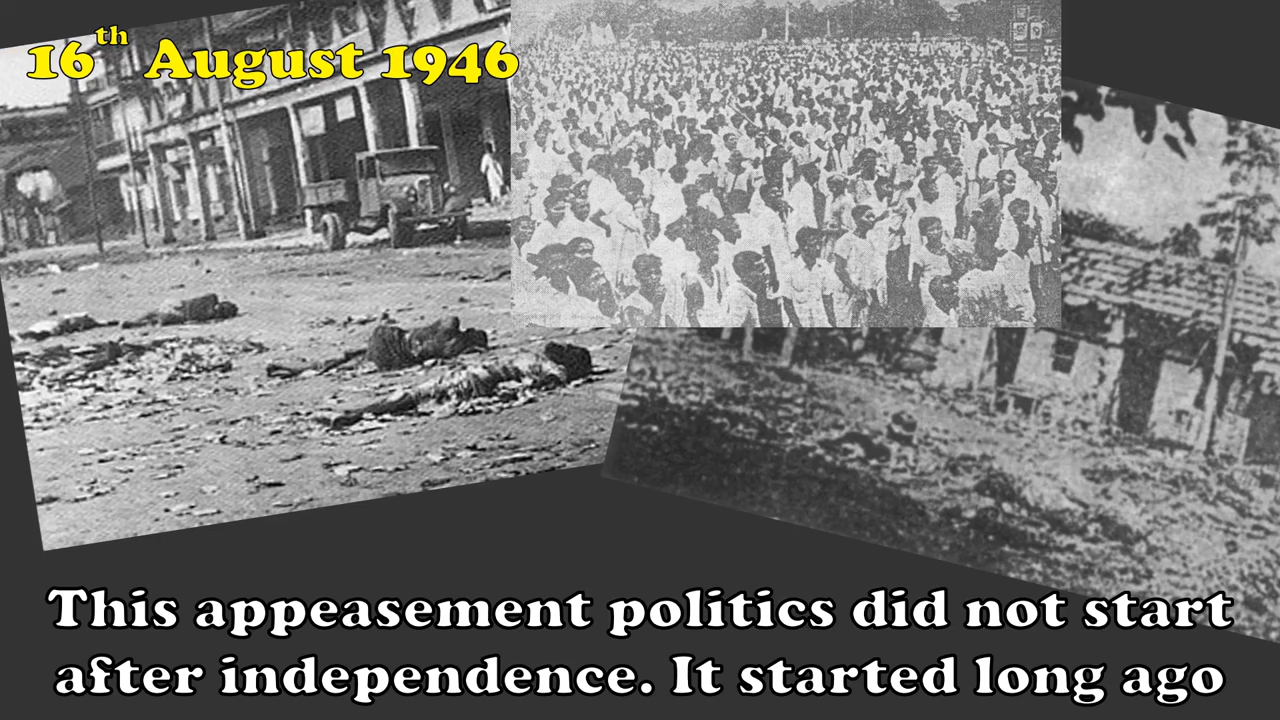 16th August 1946
This appeasement politics did not start
after independence. It started long ago